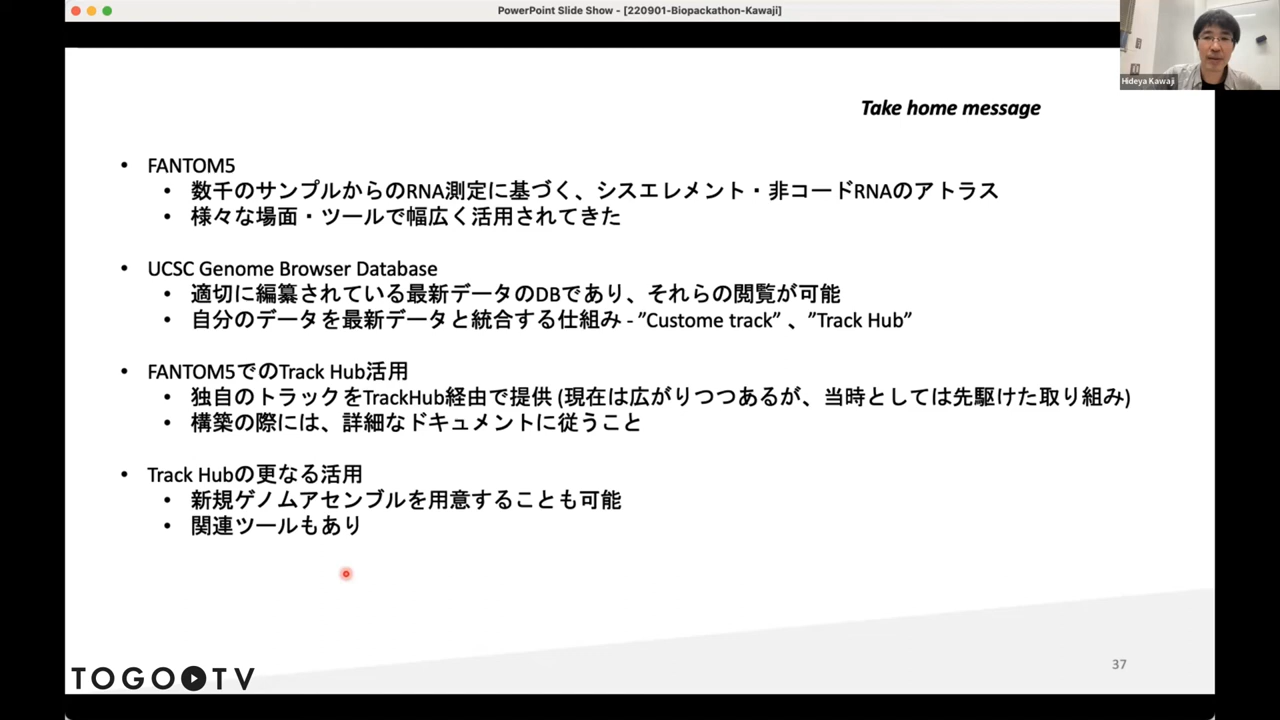 PowerPoint Slide Show - [220901-Biopackathon-Kawaji]
Hideya Kawaji
Take home message
• FANTOM5
• 数千のサンプルからのRNA測定に基づく、シスエレメント・非コードRNAのアトラス
• 様々な場面・ツールで幅広く活用されてきた
• UCSC Genome Browser Database
• 適切に編纂されている最新データのDBであり、それらの閲覧が可能
• 自分のデータを最新データと統合する仕組み - ”Custome track” 、”Track Hub”
• FANTOM5でのTrack Hub活用
• 独自のトラックをTrackHub経由で提供 (現在は広がりつつあるが、当時としては先駆けた取り組み)
• 構築の際には、詳細なドキュメントに従うこと
• Track Hubの更なる活用
• 新規ゲノムアセンブルを用意することも可能
• 関連ツールもあり
37
TOGO TV